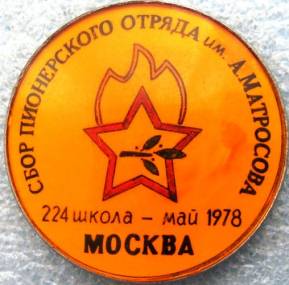 СБОР ПИОНЕРСКОГО ОТРЯДА им. А.МАТРОСОВА
224 школа – май 1978
МОСКВА